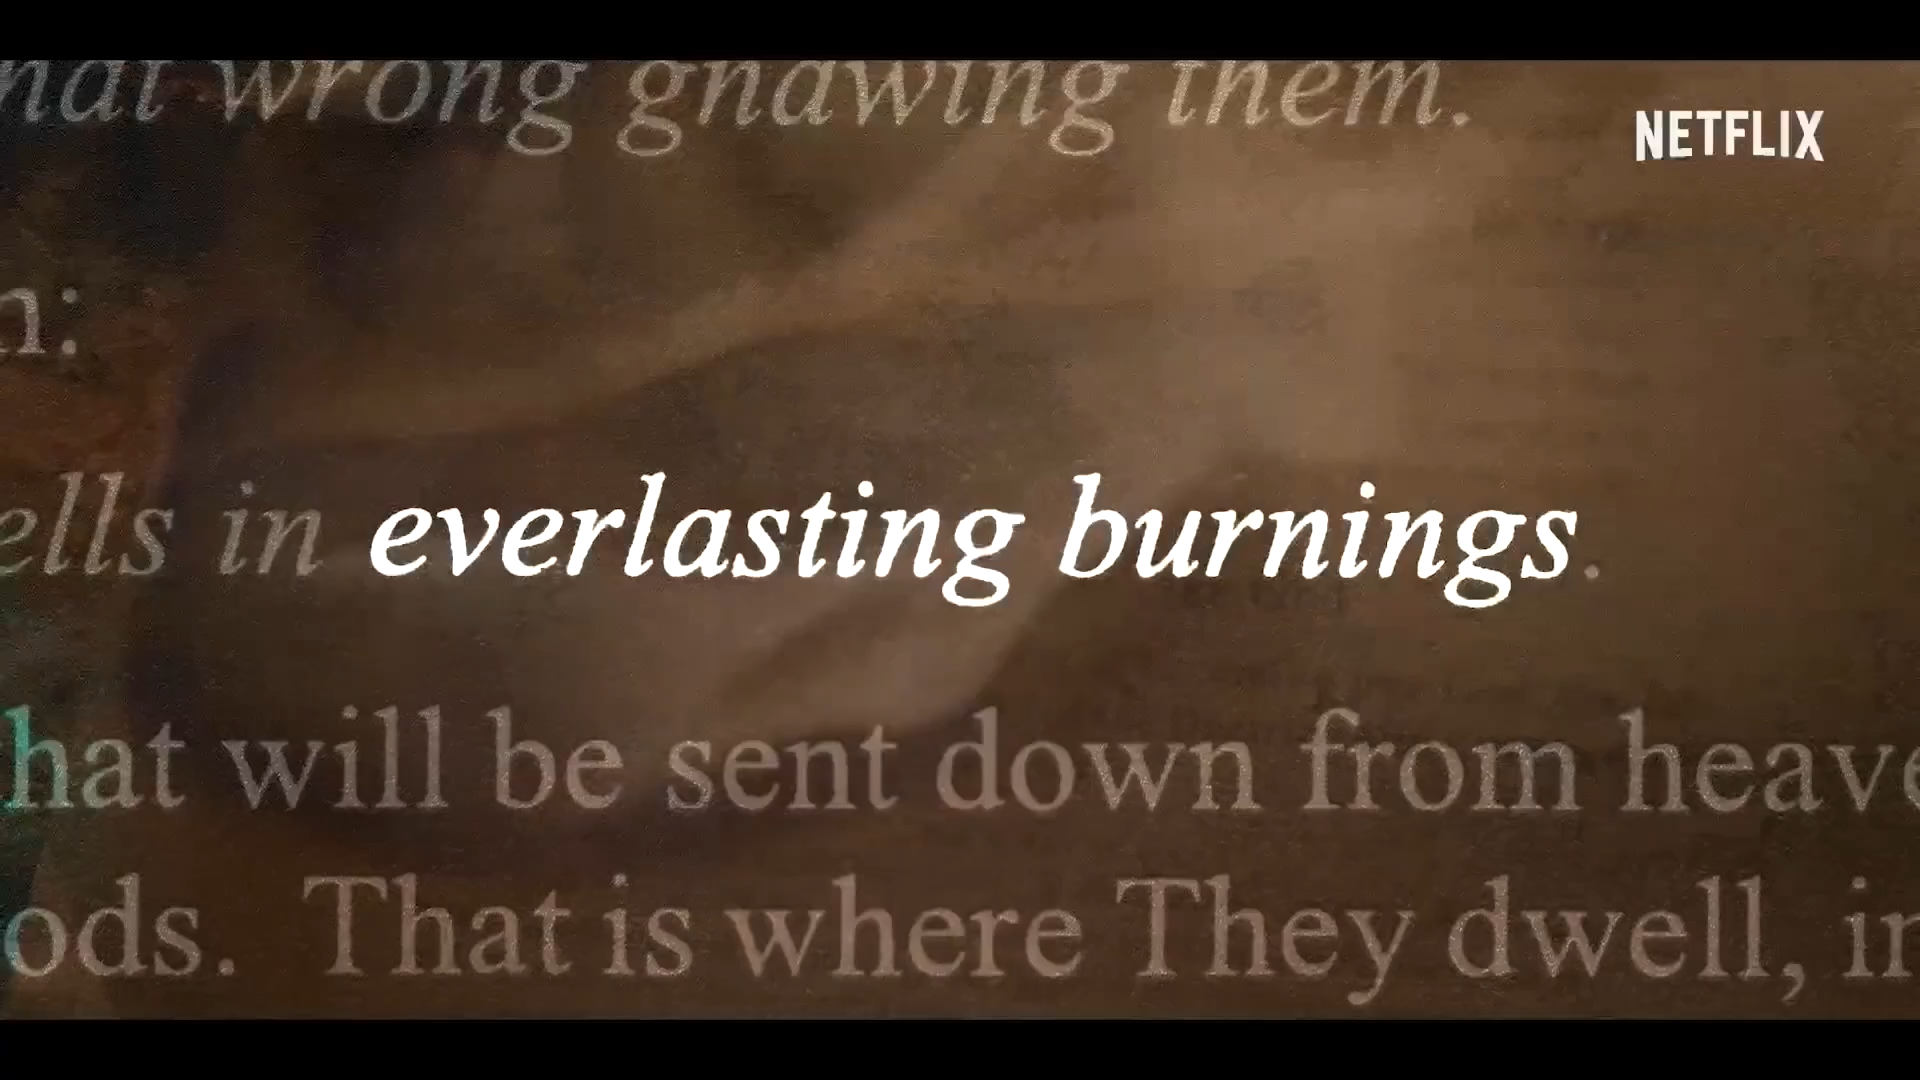 wrong gnawing them.
NETFLIX
n:
ells in everlasting burnings.
hat will be sent down from heave
ods. That is where They dwell, in